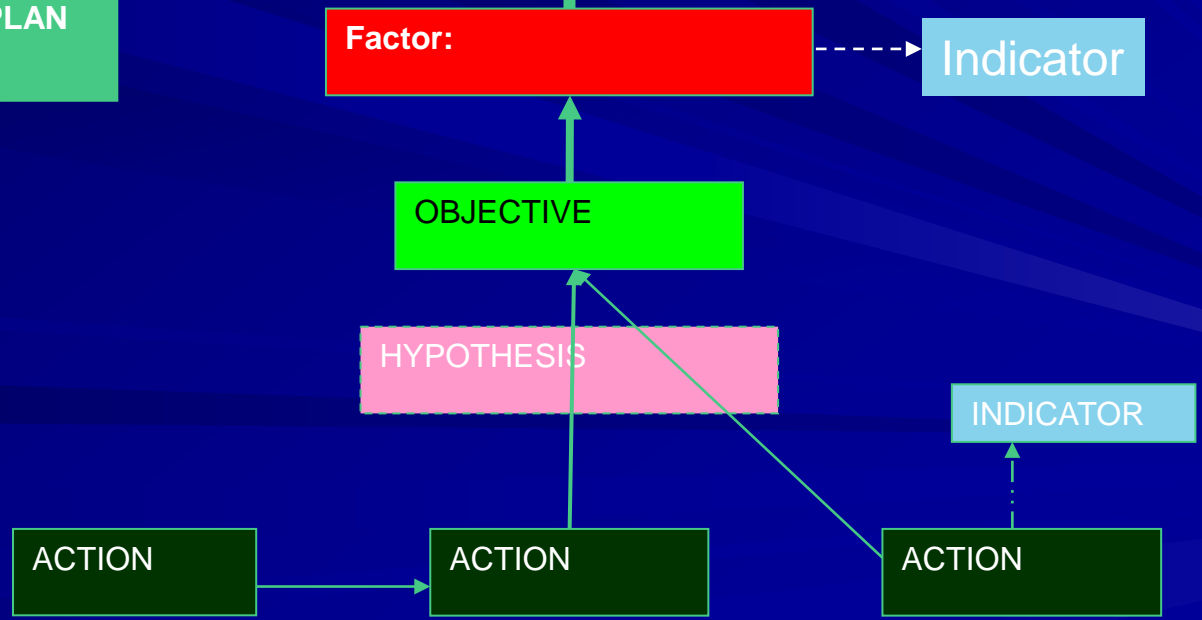 PLAN
Factor:
Indicator
OBJECTIVE
HYPOTHESIS
INDICATOR
ACTION
ACTION
ACTION